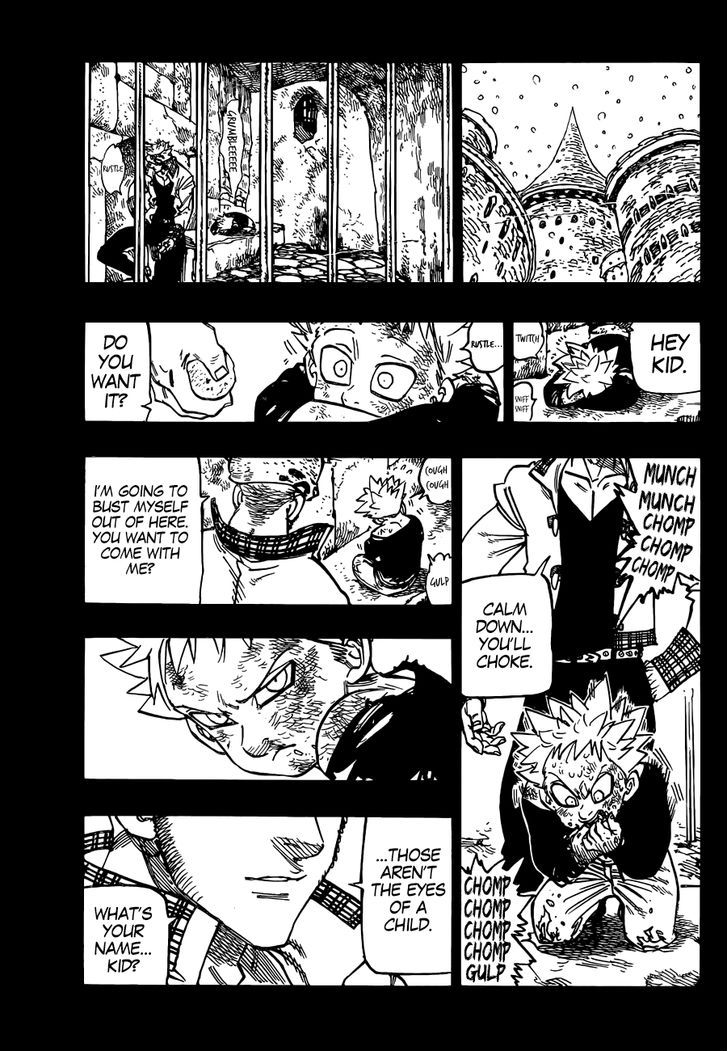 GRUMBLEEEEE
RUSTLE
HEY
KID.
TWITCH
SNIFF
SNIFF
RUSTLE...
DO
YOU
WANT
IT?
MUNCH
MUNCH
CHOMP
CHOMP
CHOMP
CALM
DOWN...
YOU'LL
CHOKE.
CHOMP
CHOMP
CHOMP
CHOMP
GULP
COUGH
COUGH
GULP
I'M GOING TO
BUST MYSELF
OUT OF HERE.
YOU WANT TO
COME WITH
ME?
...THOSE
AREN'T
THE EYES
OF A
CHILD.
WHAT'S
YOUR
NAME...
KID?